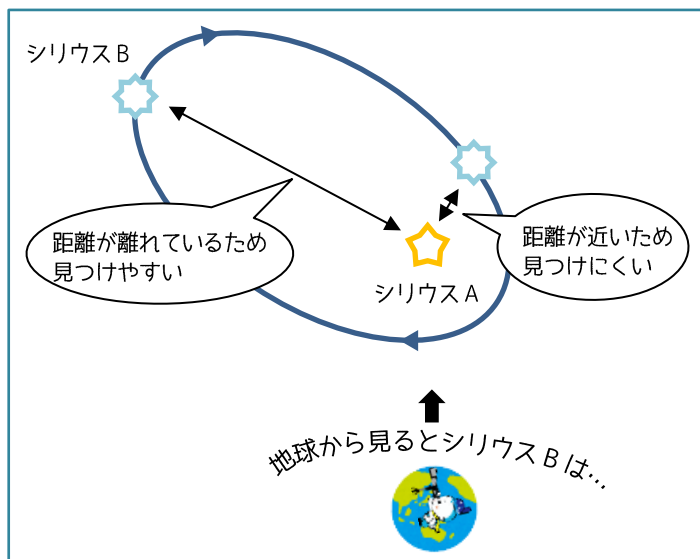 シリウスB
距離が離れているため
見つけやすい
距離が近いため
見つけにくい
シリウスA
地球から見るとシリウスBは…